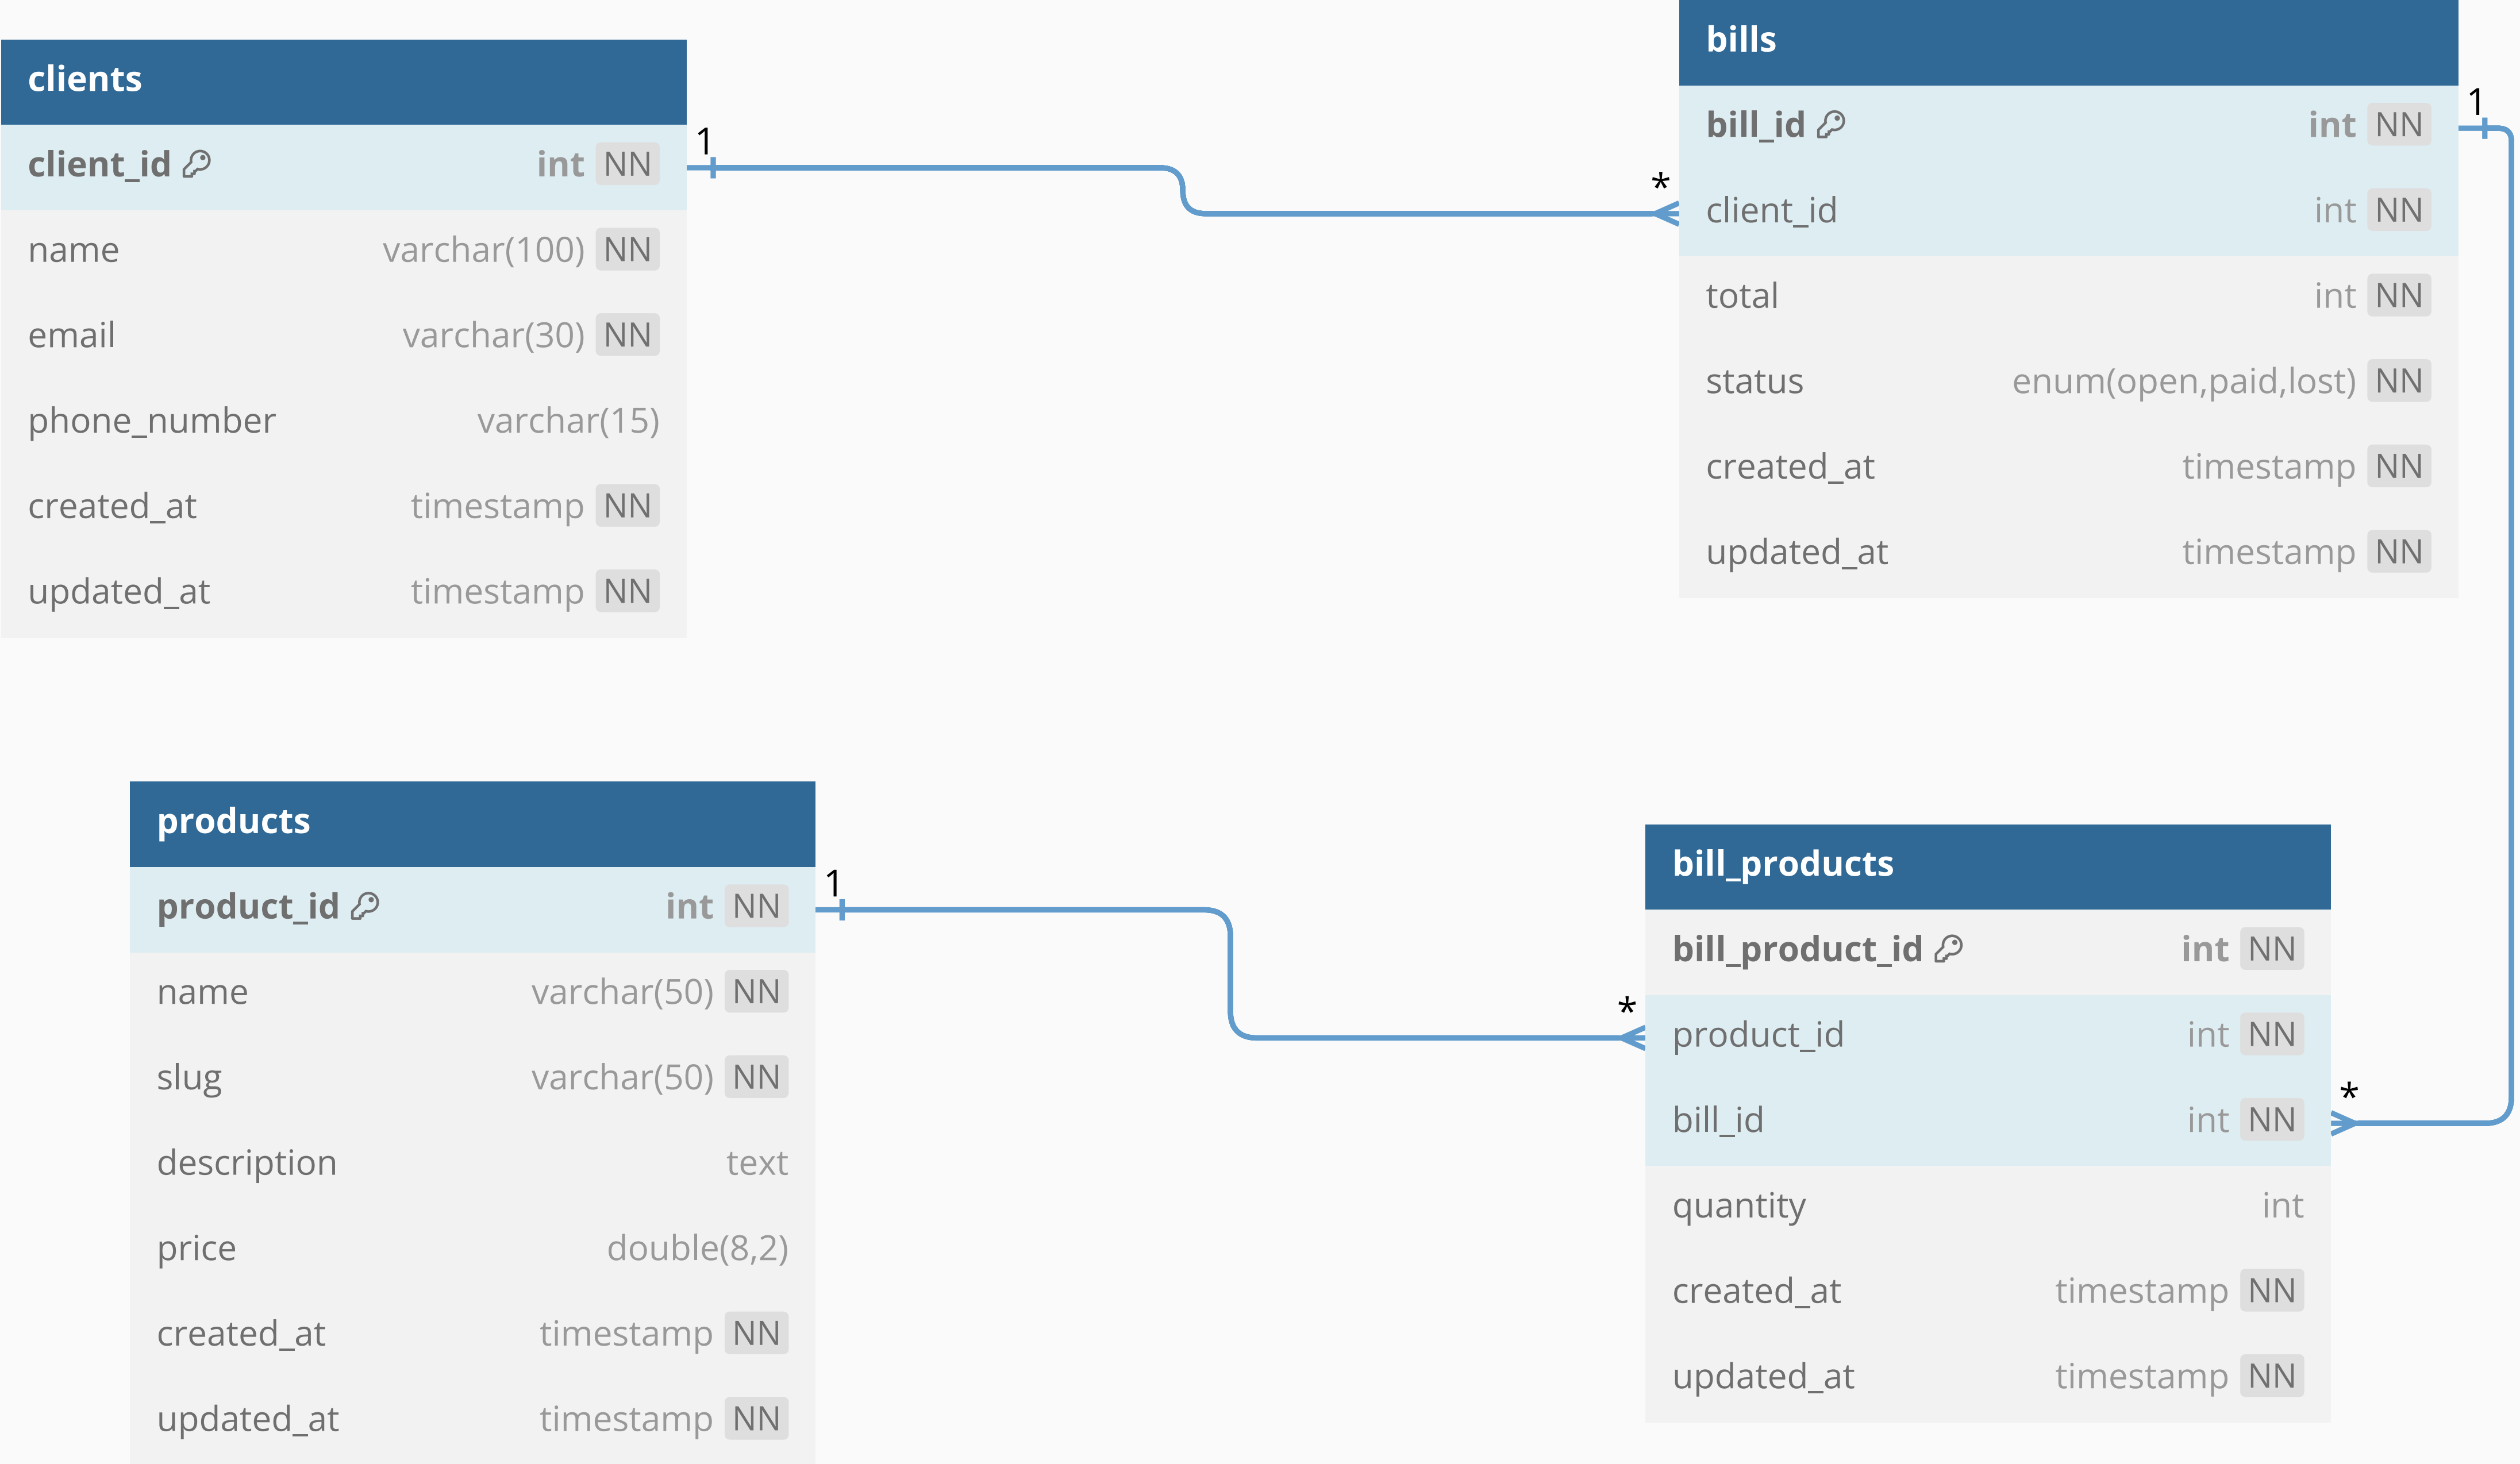 clients
client_id int NN
name varchar(100) NN
email varchar(30) NN
phone_number varchar(15)
created_at timestamp NN
updated_at timestamp NN
1
*
bills
bill_id int NN
client_id int NN
total int NN
status enum(open,paid,lost) NN
created_at timestamp NN
updated_at timestamp NN
1
products
product_id int NN
name varchar(50) NN
slug varchar(50) NN
description text
price double(8,2)
created_at timestamp NN
updated_at timestamp NN
1
*
bill_products
bill_product_id int NN
product_id int NN
bill_id int NN
quantity int
created_at timestamp NN
updated_at timestamp NN
*